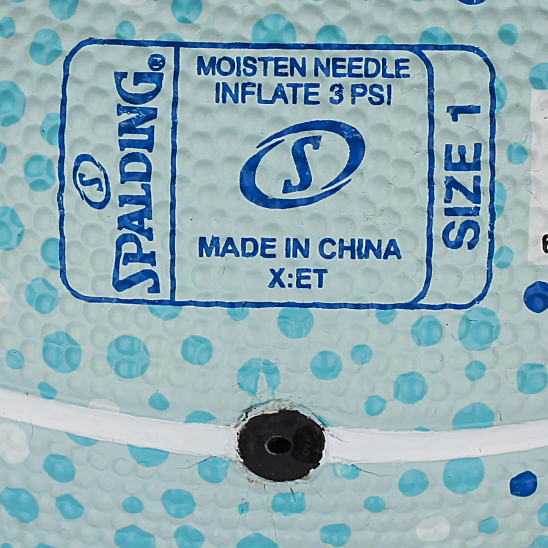 SPALDING®
MOISTEN NEEDLE
INFLATE 3 PSI
S
MADE IN CHINA
X:ET
SIZE 1
S